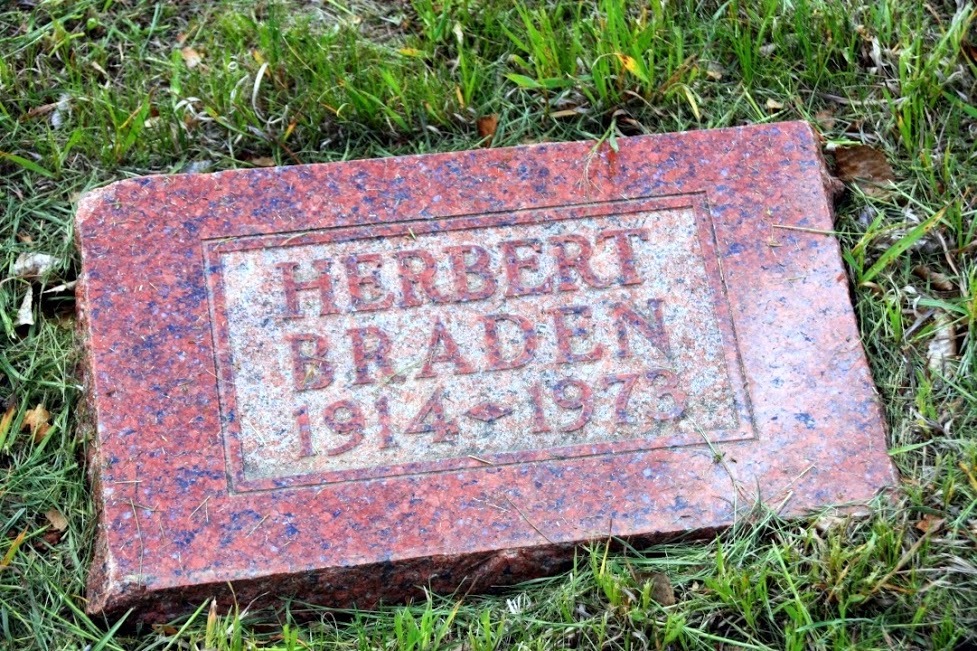 HERBERT
BRADEN
1914 ◆ 1973